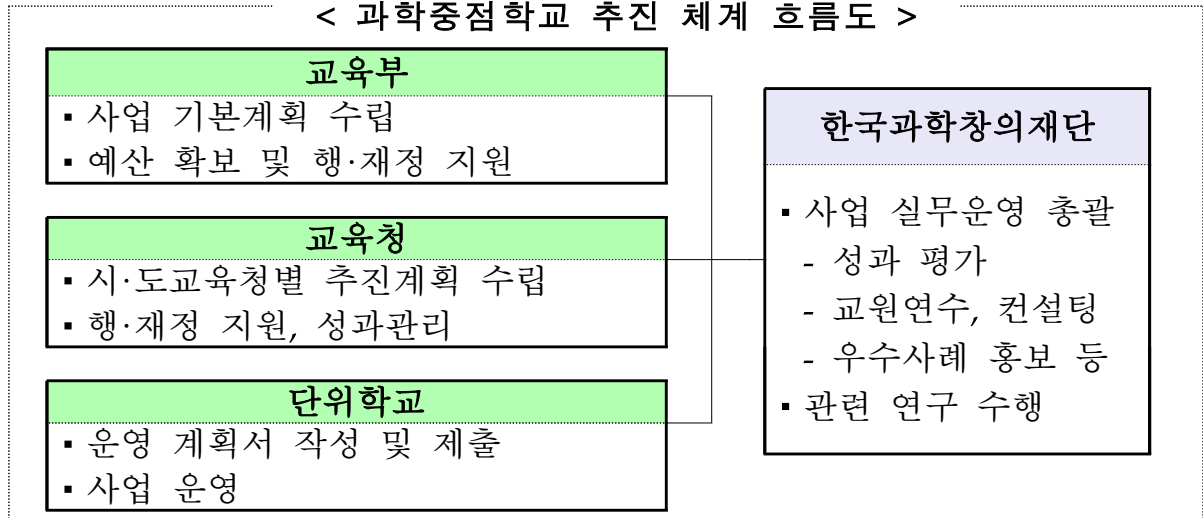 < 과학중점학교 추진 체계 흐름도 >
교육부
▪ 사업 기본계획 수립
▪ 예산 확보 및 행·재정 지원
교육청
▪ 시·도교육청별 추진계획 수립
▪ 행·재정 지원, 성과관리
단위학교
▪ 운영 계획서 작성 및 제출
▪ 사업 운영
한국과학창의재단
▪ 사업 실무운영 총괄
- 성과 평가
- 교원연수, 컨설팅
- 우수사례 홍보 등
▪ 관련 연구 수행